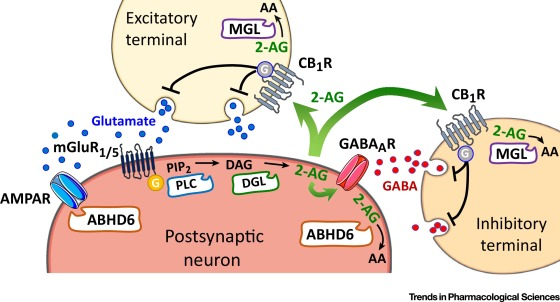 Excitatory
terminal
AA
MGL
2-AG
G
CB1R
2-AG
CB1R
2-AG
AA
MGL
G
Glutamate
mGluR1/5
G
PIP2
DAG
2-AG
PLC
DGL
GABAAR
GABA
AMPAR
ABHD6
2-AG
ABHD6
AA
Postsynaptic
neuron
Inhibitory
terminal
Trends in Pharmacological Sciences